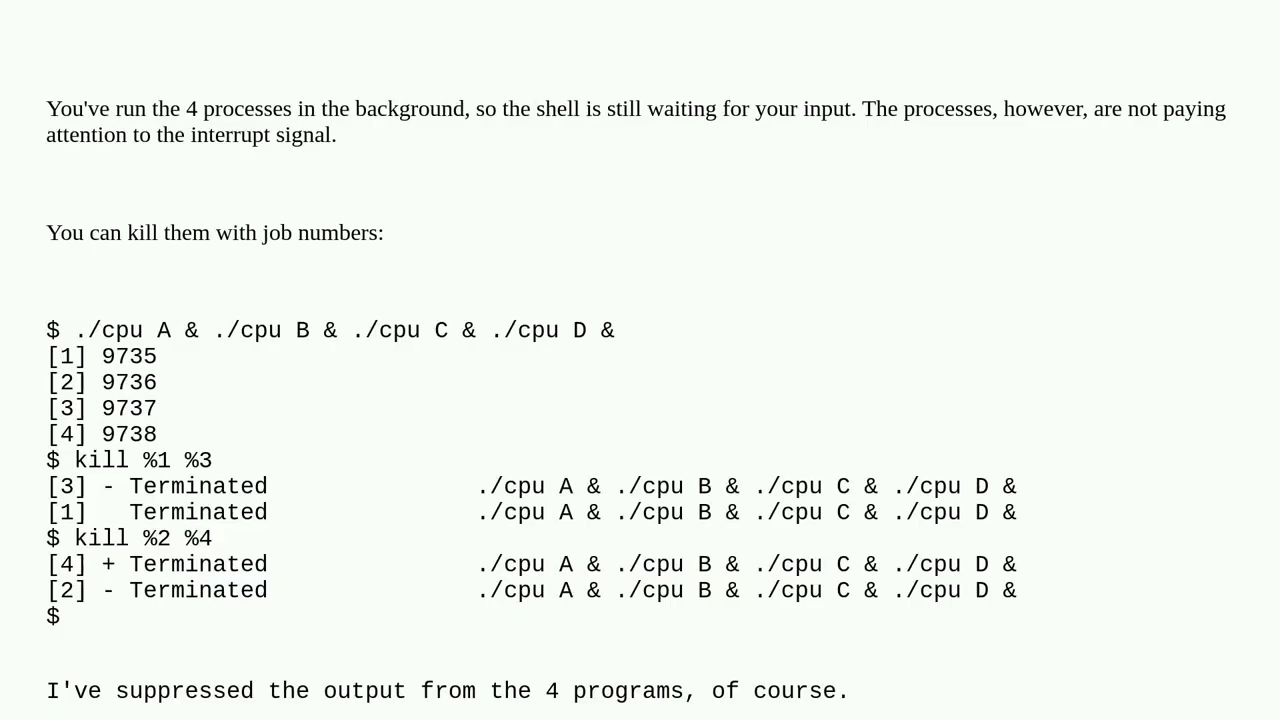 You've run the 4 processes in the background, so the shell is still waiting for your input. The processes, however, are not paying
attention to the interrupt signal.
You can kill them with job numbers:
$ ./cpu A & ./cpu B & ./cpu C & ./cpu D &
[1] 9735
[2] 9736
[3] 9737
[4] 9738
$ kill %1 %3
[3] - Terminated               ./cpu A & ./cpu B & ./cpu C & ./cpu D &
[1]   Terminated               ./cpu A & ./cpu B & ./cpu C & ./cpu D &
$ kill %2 %4
[4] + Terminated               ./cpu A & ./cpu B & ./cpu C & ./cpu D &
[2] - Terminated               ./cpu A & ./cpu B & ./cpu C & ./cpu D &
$
I've suppressed the output from the 4 programs, of course.